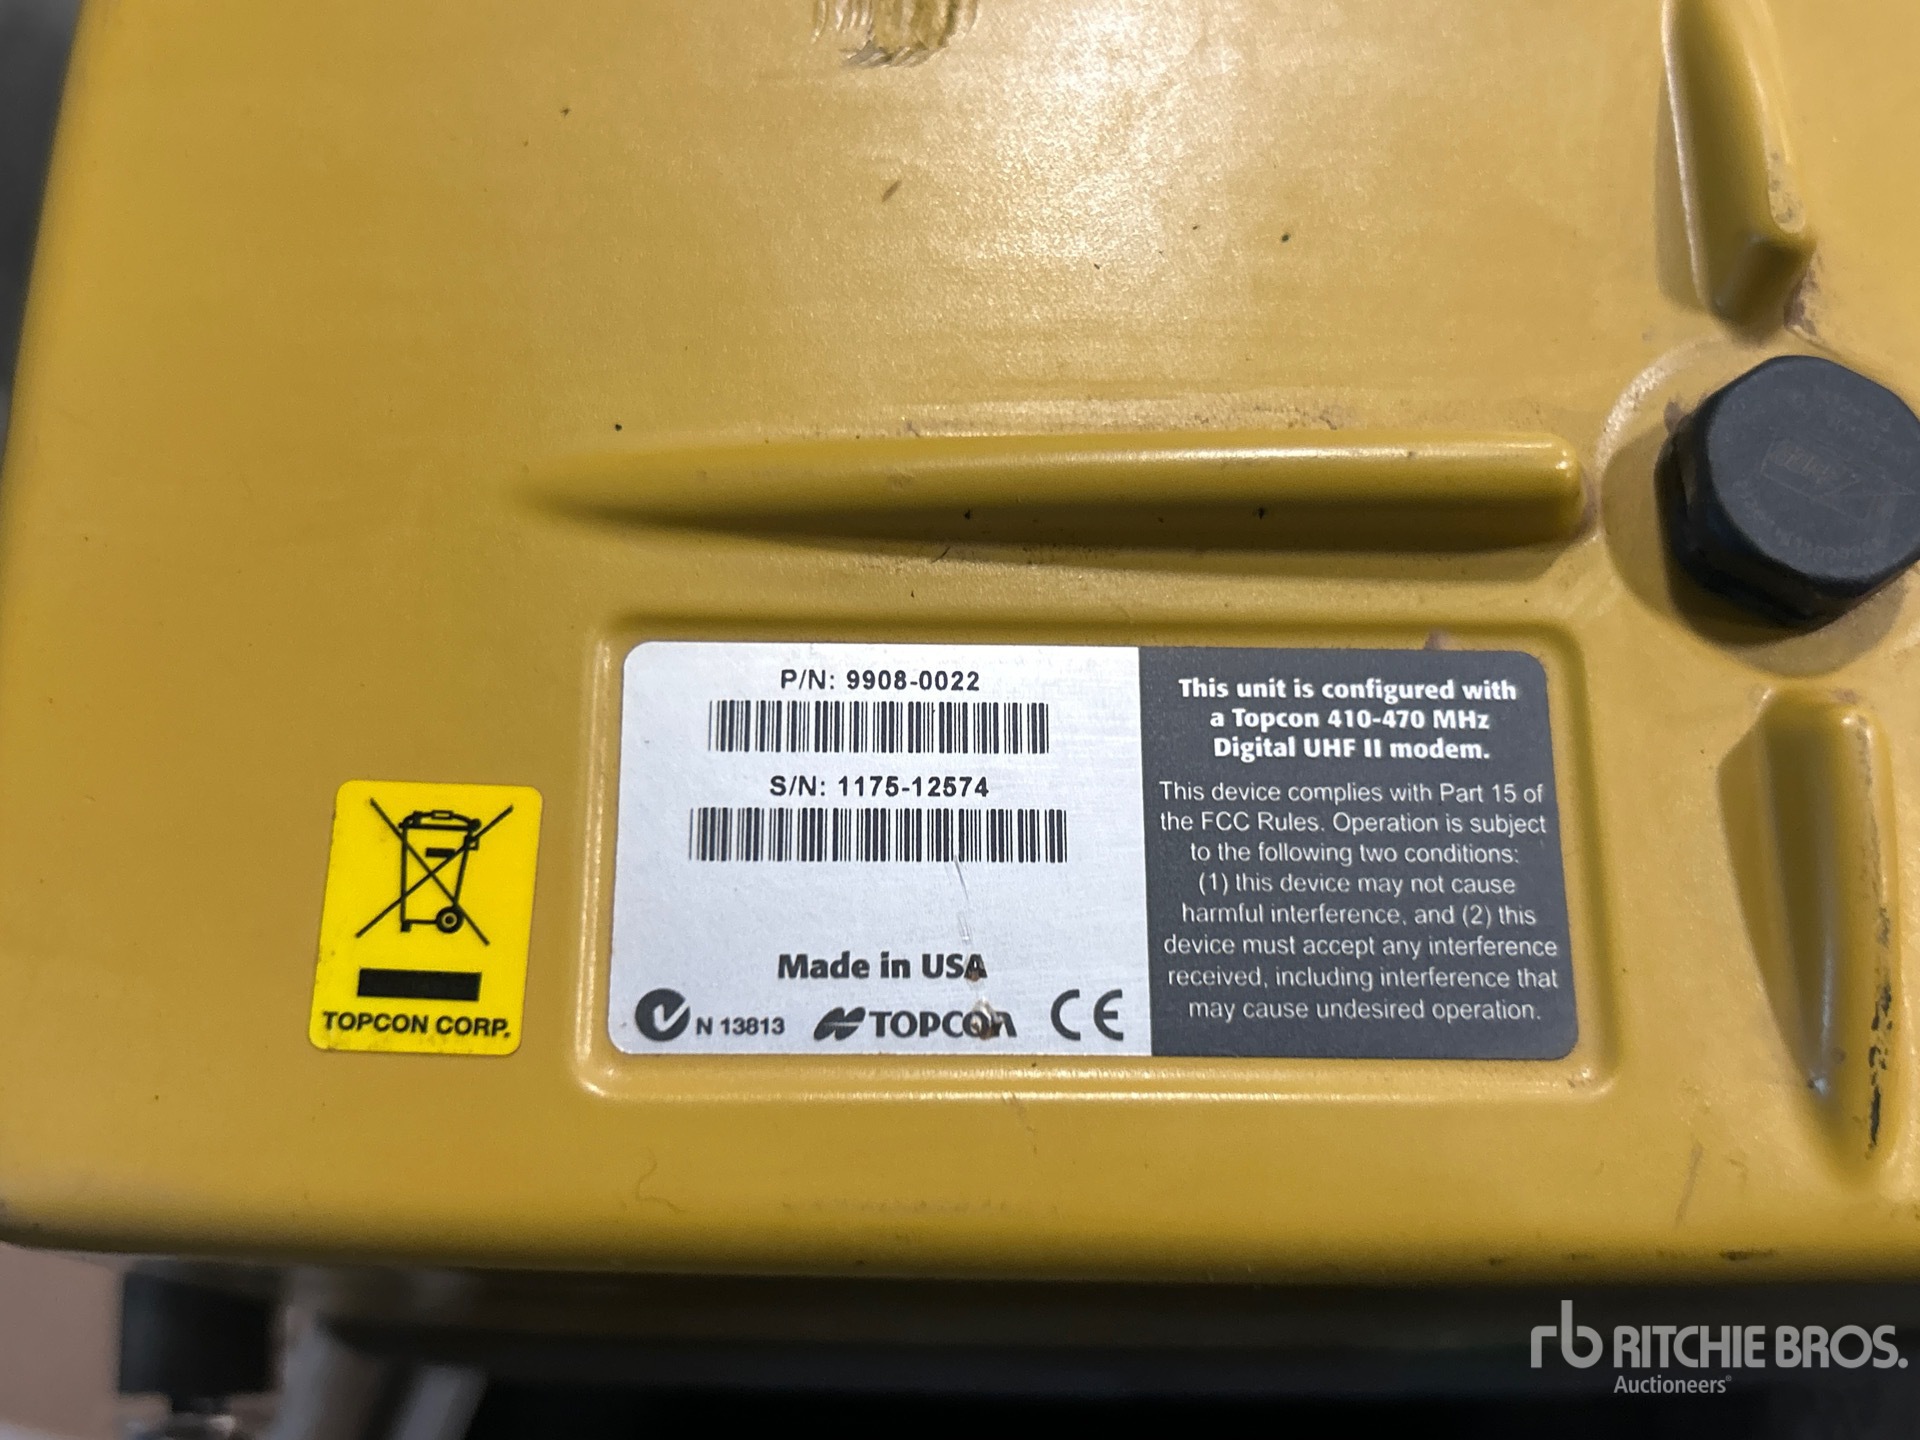 P/N: 9908-0022
S/N: 1175-12574
Made in USA
N 13813
TOPCON
CE
This unit is configured with
a Topcon 410-470 MHz
Digital UHF II modem.
This device complies with Part 15 of
the FCC Rules. Operation is subject
to the following two conditions:
(1) this device may not cause
harmful interference, and (2) this
device must accept any interference
received, including interference that
may cause undesired operation.
TOPCON CORP.
rb RITCHIE BROS.
Auctioneers®